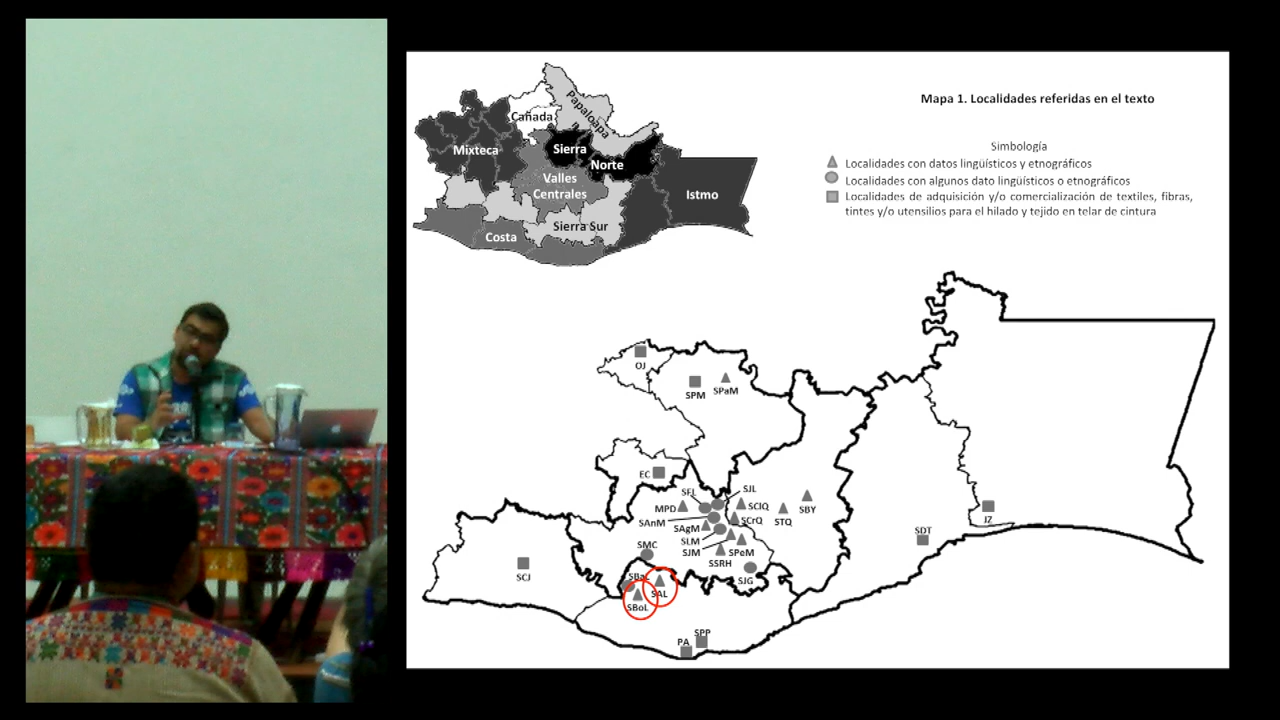 Mapa 1. Localidades referidas en el texto
Simbología
Localidades con datos lingüísticos y etnográficos
Localidades con algunos dato lingüísticos o etnográficos
Localidades de adquisición y/o comercialización de textiles, fibras,
tintes y/o utensilios para el hilado y tejido en telar de cintura
Papaloapan
Cañada
Mixteca
Sierra
Norte
Valles
Centrales
Istmo
Sierra Sur
Costa
OJ
SPM
SPaM
EC
SFL
SJL
MPD
SCIQ
SBY
SAnM
SCrQ
STQ
SAgM
SLM
SJM
SPeM
SSRH
SMC
SJG
SCJ
SBaL
SAL
SBoL
SPP
PA
SDT
JZ